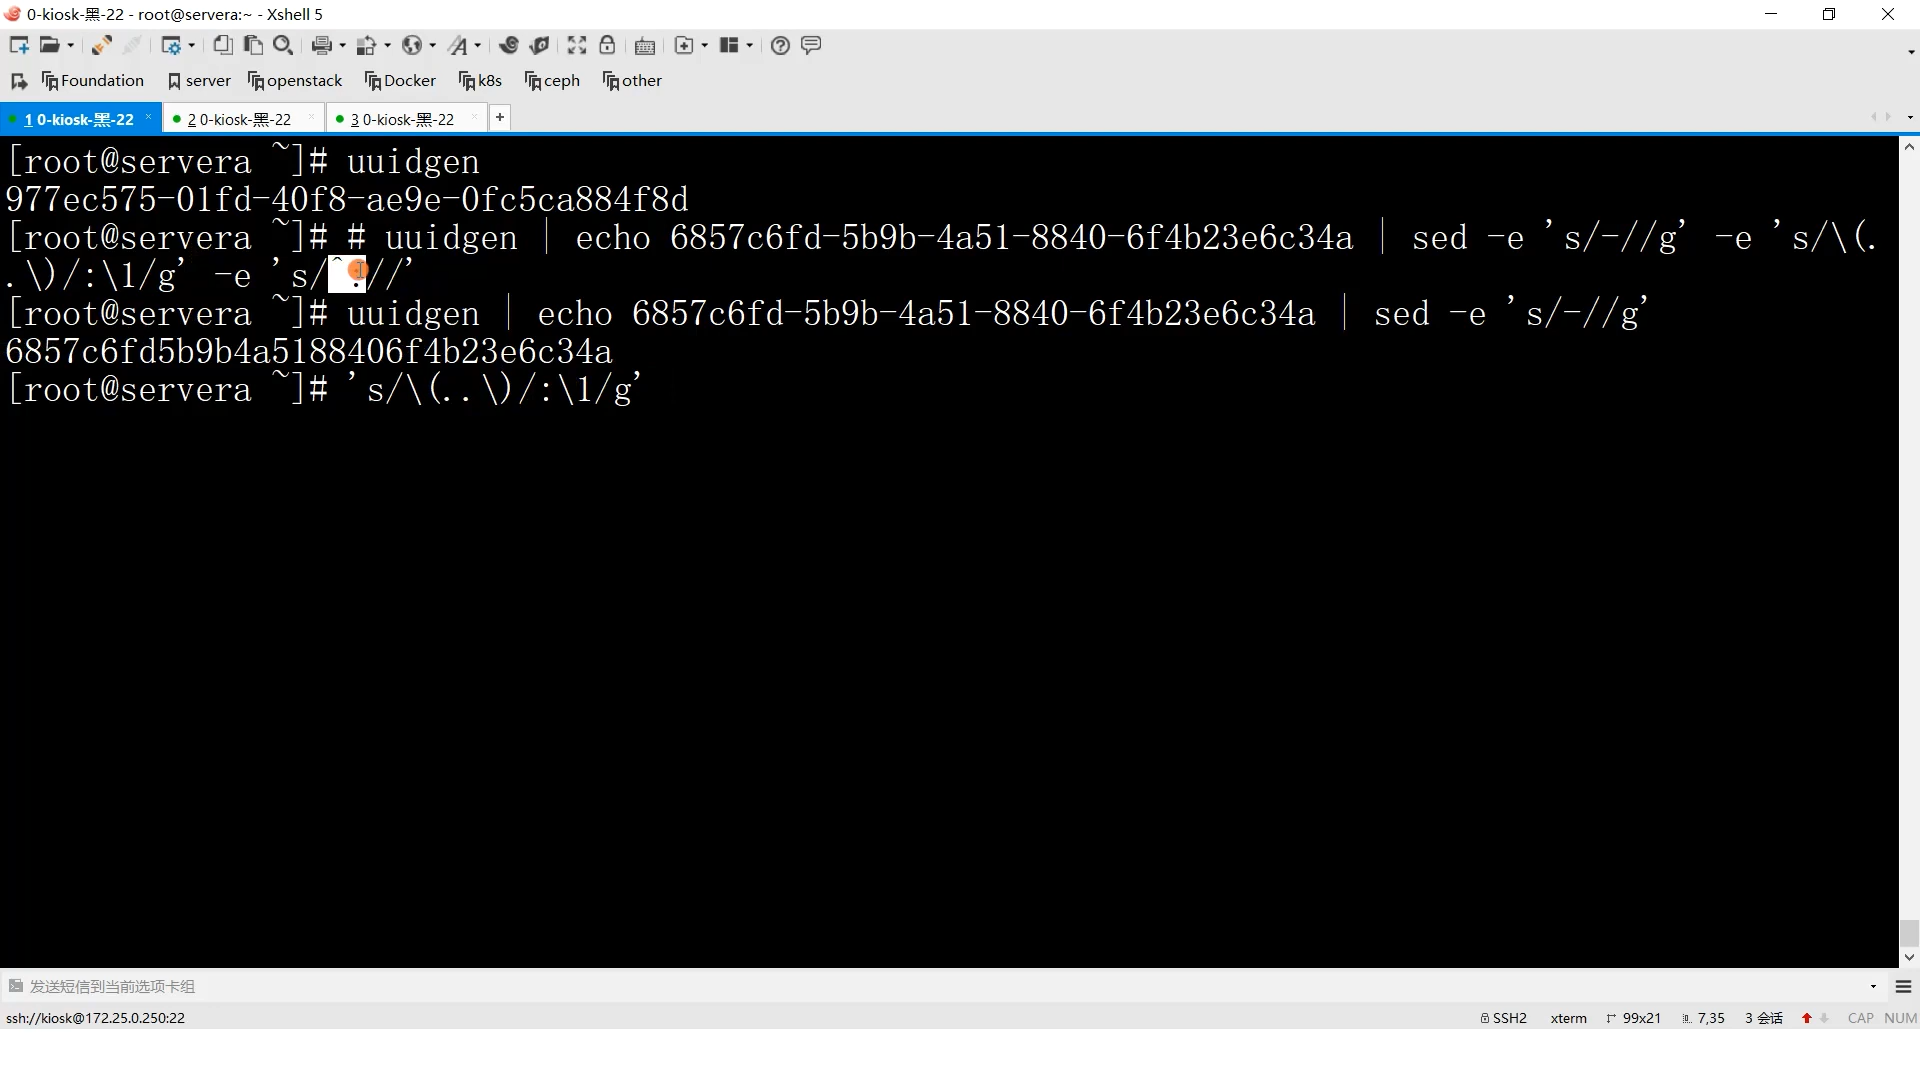 0-kiosk-黑-22 - root@servera:~ - Xshell 5
Foundation server openstack Docker k8s ceph other
1 0-kiosk-黑-22 × 2 0-kiosk-黑-22 × 3 0-kiosk-黑-22 × +
[root@servera ~]# uuidgen
977ec575-01fd-40f8-ae9e-0fc5ca884f8d
[root@servera ~]# # uuidgen | echo 6857c6fd-5b9b-4a51-8840-6f4b23e6c34a | sed -e 's/-//g' -e 's/\(.
.\)/:\1/g' -e 's/^.//'
[root@servera ~]# uuidgen | echo 6857c6fd-5b9b-4a51-8840-6f4b23e6c34a | sed -e 's/-//g'
6857c6fd5b9b4a5188406f4b23e6c34a
[root@servera ~]# 's/\(..\)/:\1/g'
发送短信到当前选项卡组
ssh://kiosk@172.25.0.250:22 SSH2 xterm 99x21 7,35 3 会话 CAP NUM